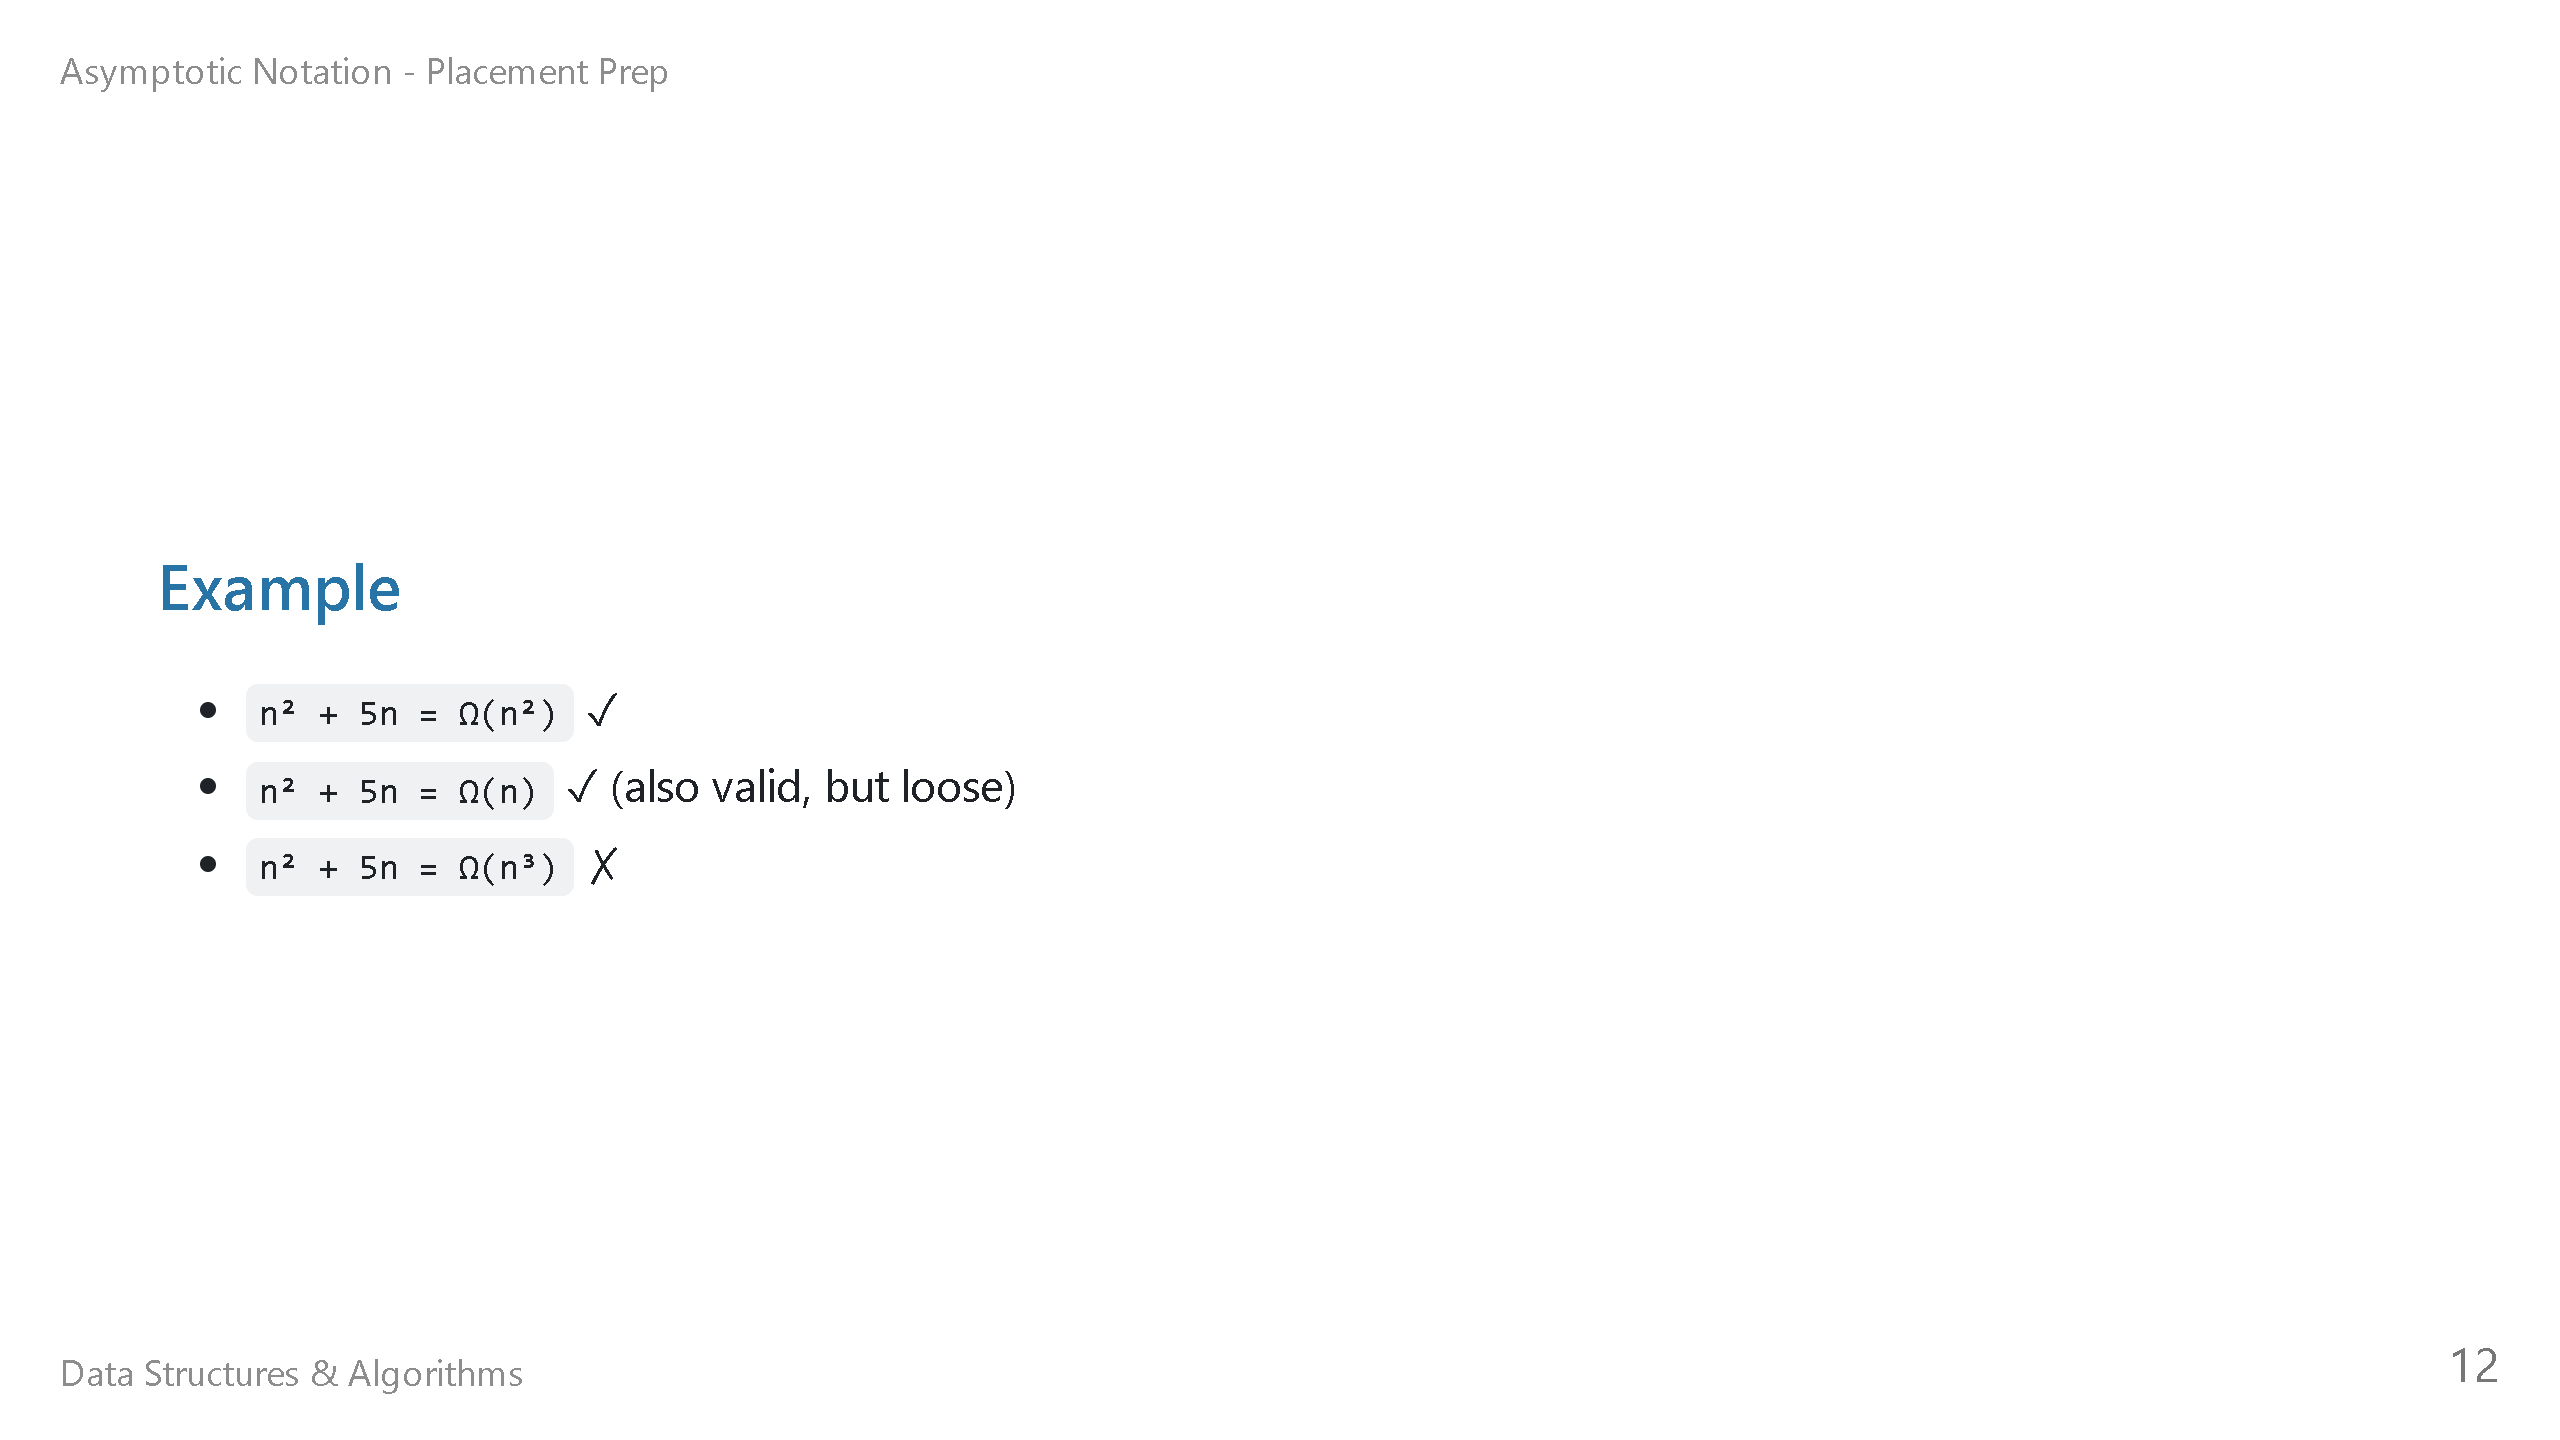 Asymptotic Notation - Placement Prep
Example
• n² + 5n = Ω(n²) ✓
• n² + 5n = Ω(n) ✓ (also valid, but loose)
• n² + 5n = Ω(n³) ✗
Data Structures & Algorithms
12